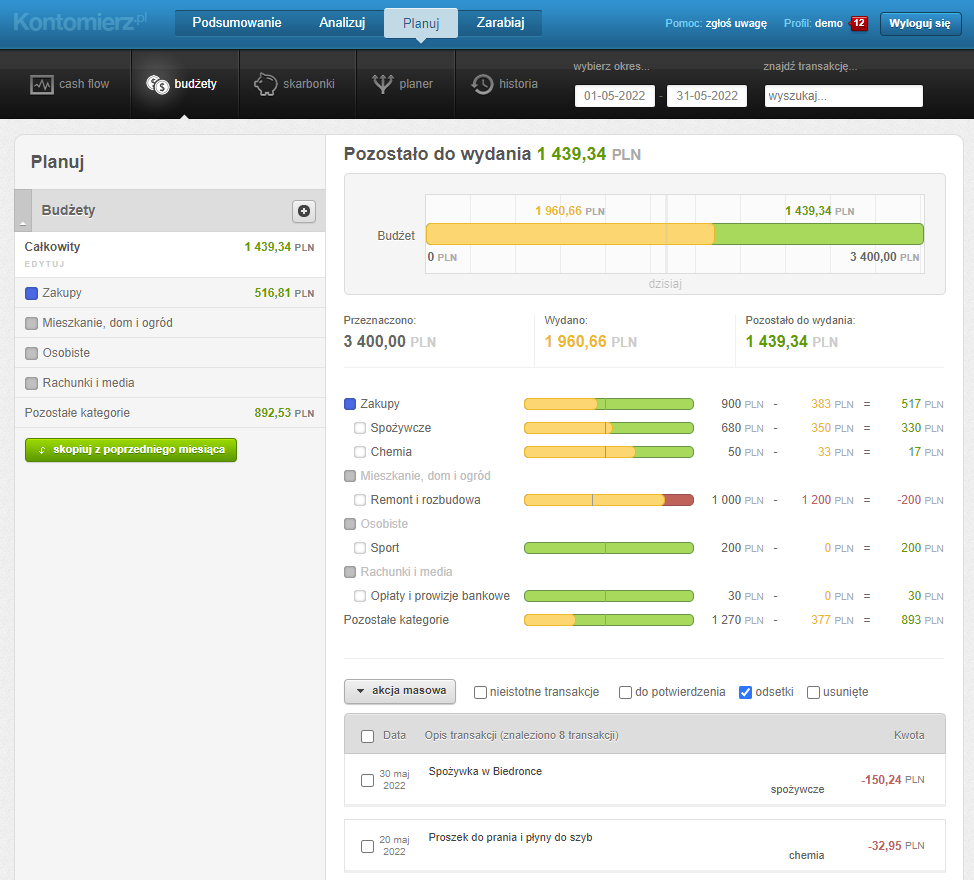 Kontomierz.pl
Podsumowanie Analizuj Planuj Zarabiaj
Pomoc: zgłoś uwagę Profil: demo 12 Wyloguj się
cash flow budżety skarbonki planer historia
wybierz okres... znajdź transakcję...
01-05-2022 - 31-05-2022 wyszukaj...
Planuj
Budżety
Całkowity 1 439,34 PLN
EDYTUJ
Zakupy 516,81 PLN
Mieszkanie, dom i ogród
Osobiste
Rachunki i media
Pozostałe kategorie 892,53 PLN
skopiuj z poprzedniego miesiąca
Pozostało do wydania 1 439,34 PLN
1 960,66 PLN 1 439,34 PLN
Budżet
0 PLN 3 400,00 PLN
dzisiaj
Przeznaczono: Wydano: Pozostało do wydania:
3 400,00 PLN 1 960,66 PLN 1 439,34 PLN
Zakupy 900 PLN - 383 PLN = 517 PLN
Spożywcze 680 PLN - 350 PLN = 330 PLN
Chemia 50 PLN - 33 PLN = 17 PLN
Mieszkanie, dom i ogród
Remont i rozbudowa 1 000 PLN - 1 200 PLN = -200 PLN
Osobiste
Sport 200 PLN - 0 PLN = 200 PLN
Rachunki i media
Opłaty i prowizje bankowe 30 PLN - 0 PLN = 30 PLN
Pozostałe kategorie 1 270 PLN - 377 PLN = 893 PLN
akcja masowa nieistotne transakcje do potwierdzenia odsetki usunięte
Data Opis transakcji (znaleziono 8 transakcji) Kwota
30 maj 2022 Spożywka w Biedronce
spożywcze -150,24 PLN
20 maj 2022 Proszek do prania i płyny do szyb
chemia -32,95 PLN